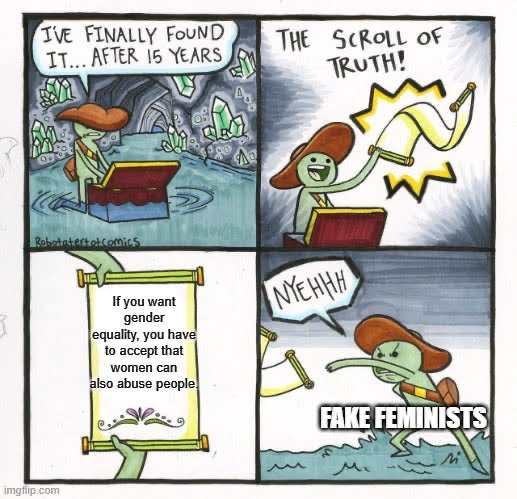 I'VE FINALLY FOUND
IT... AFTER 15 YEARS
THE SCROLL OF
TRUTH!
Robotatertotcomics
If you want
gender
equality, you have
to accept that
women can
also abuse people.
NYEHHH
FAKE FEMINISTS
imgflip.com